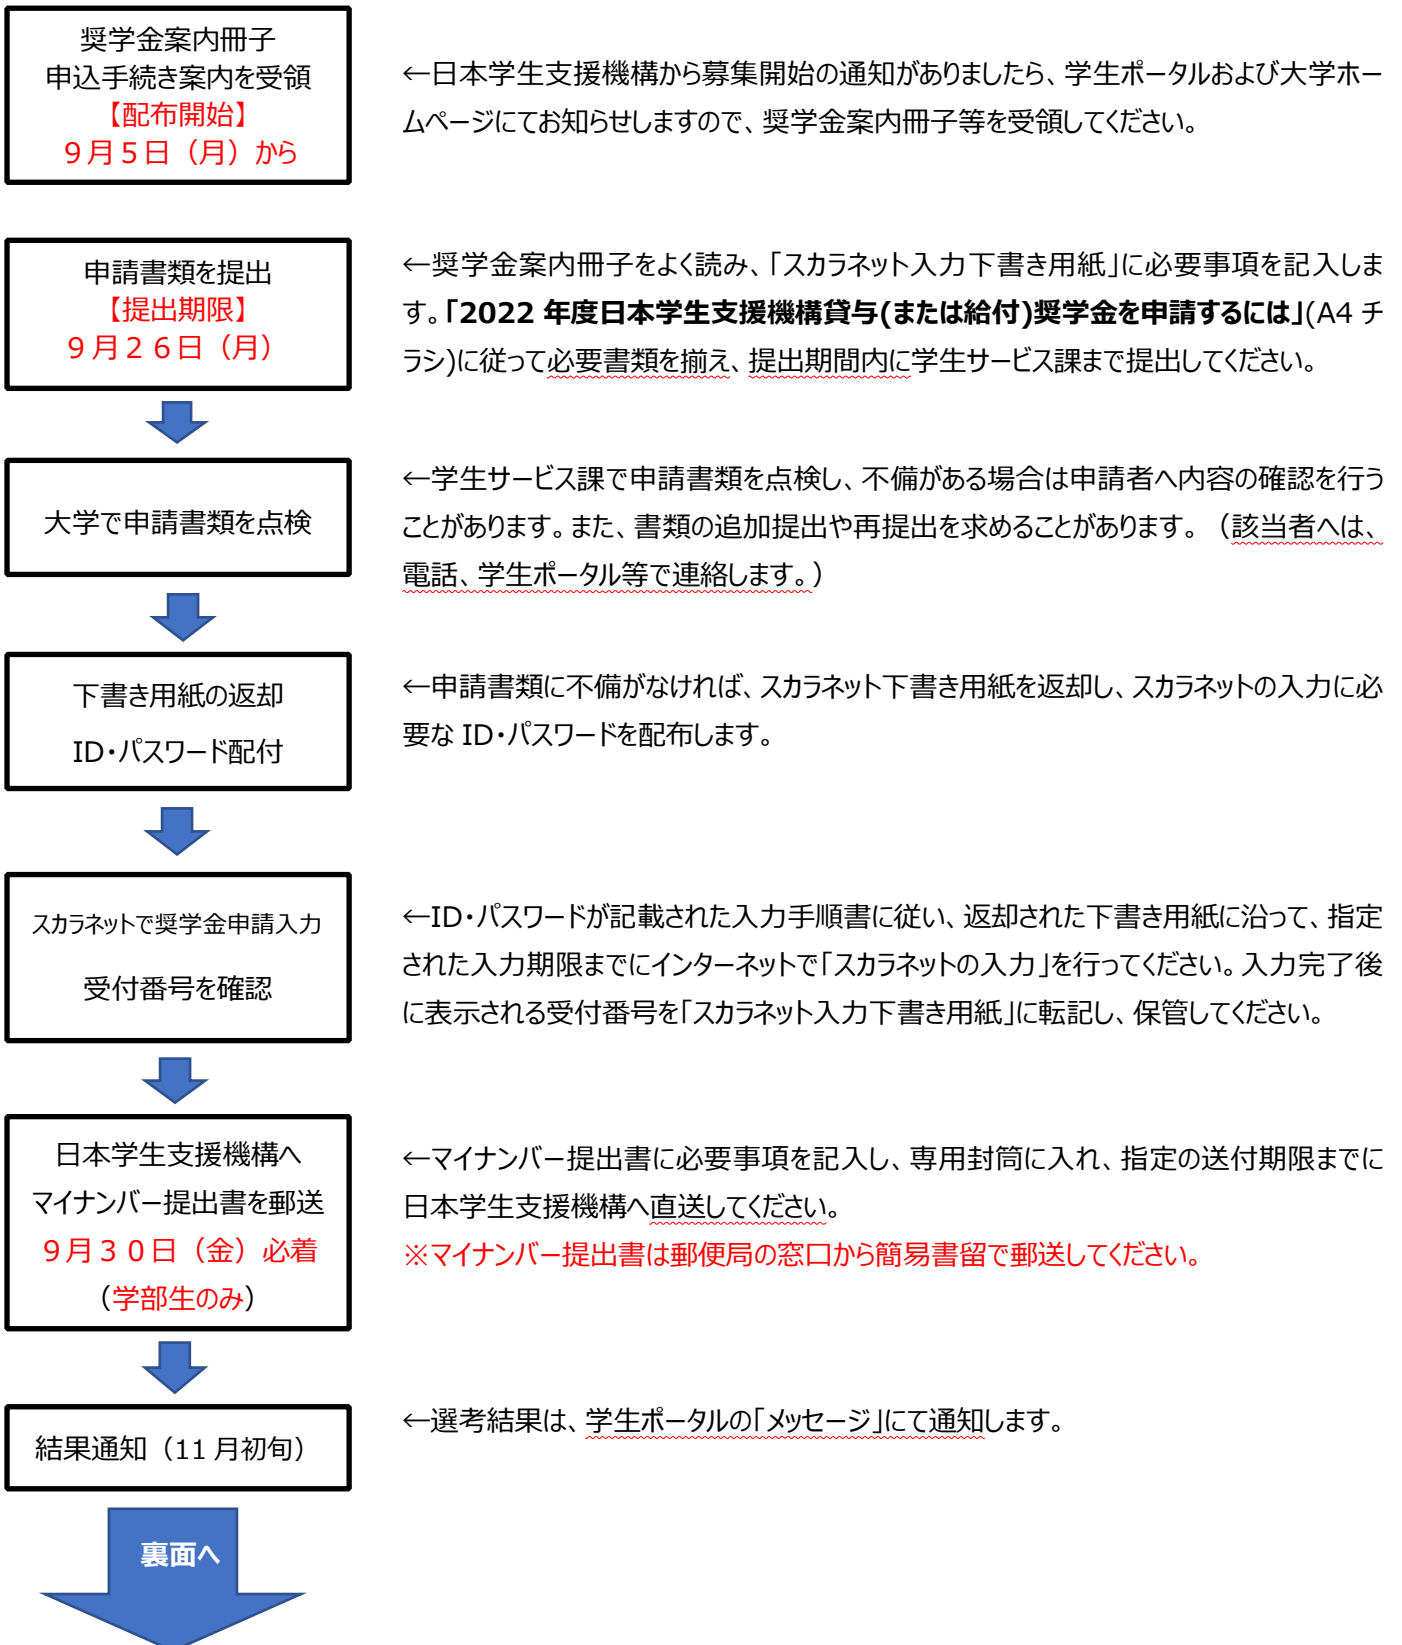 奨学金案内冊子
申込手続き案内を受領
【配布開始】
９月５日（月）から
←日本学生支援機構から募集開始の通知がありましたら、学生ポータルおよび大学ホー
ムページにてお知らせしますので、奨学金案内冊子等を受領してください。
申請書類を提出
【提出期限】
９月２６日（月）
←奨学金案内冊子をよく読み、「スカラネット入力下書き用紙」に必要事項を記入しま
す。「2022 年度日本学生支援機構貸与(または給付)奨学金を申請するには」(A4 チ
ラシ)に従って必要書類を揃え、提出期間内に学生サービス課まで提出してください。
大学で申請書類を点検
←学生サービス課で申請書類を点検し、不備がある場合は申請者へ内容の確認を行う
ことがあります。また、書類の追加提出や再提出を求めることがあります。（該当者へは、
電話、学生ポータル等で連絡します。）
下書き用紙の返却
ID・パスワード配付
←申請書類に不備がなければ、スカラネット下書き用紙を返却し、スカラネットの入力に必
要な ID・パスワードを配布します。
スカラネットで奨学金申請入力
受付番号を確認
←ID・パスワードが記載された入力手順書に従い、返却された下書き用紙に沿って、指定
された入力期限までにインターネットで「スカラネットの入力」を行ってください。入力完了後
に表示される受付番号を「スカラネット入力下書き用紙」に転記し、保管してください。
日本学生支援機構へ
マイナンバー提出書を郵送
９月３０日（金）必着
（学部生のみ）
←マイナンバー提出書に必要事項を記入し、専用封筒に入れ、指定の送付期限までに
日本学生支援機構へ直送してください。
※マイナンバー提出書は郵便局の窓口から簡易書留で郵送してください。
結果通知（11 月初旬）
←選考結果は、学生ポータルの「メッセージ」にて通知します。
裏面へ